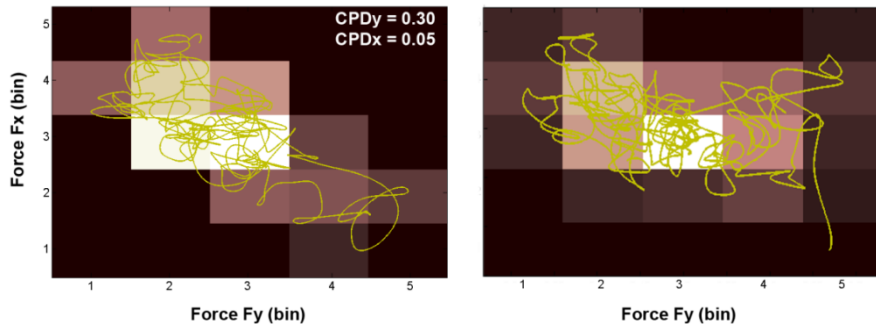 CPDy = 0.30
CPDx = 0.05
Force Fx (bin)
5
4
3
2
1
1 2 3 4 5
Force Fy (bin)
1 2 3 4 5
Force Fy (bin)